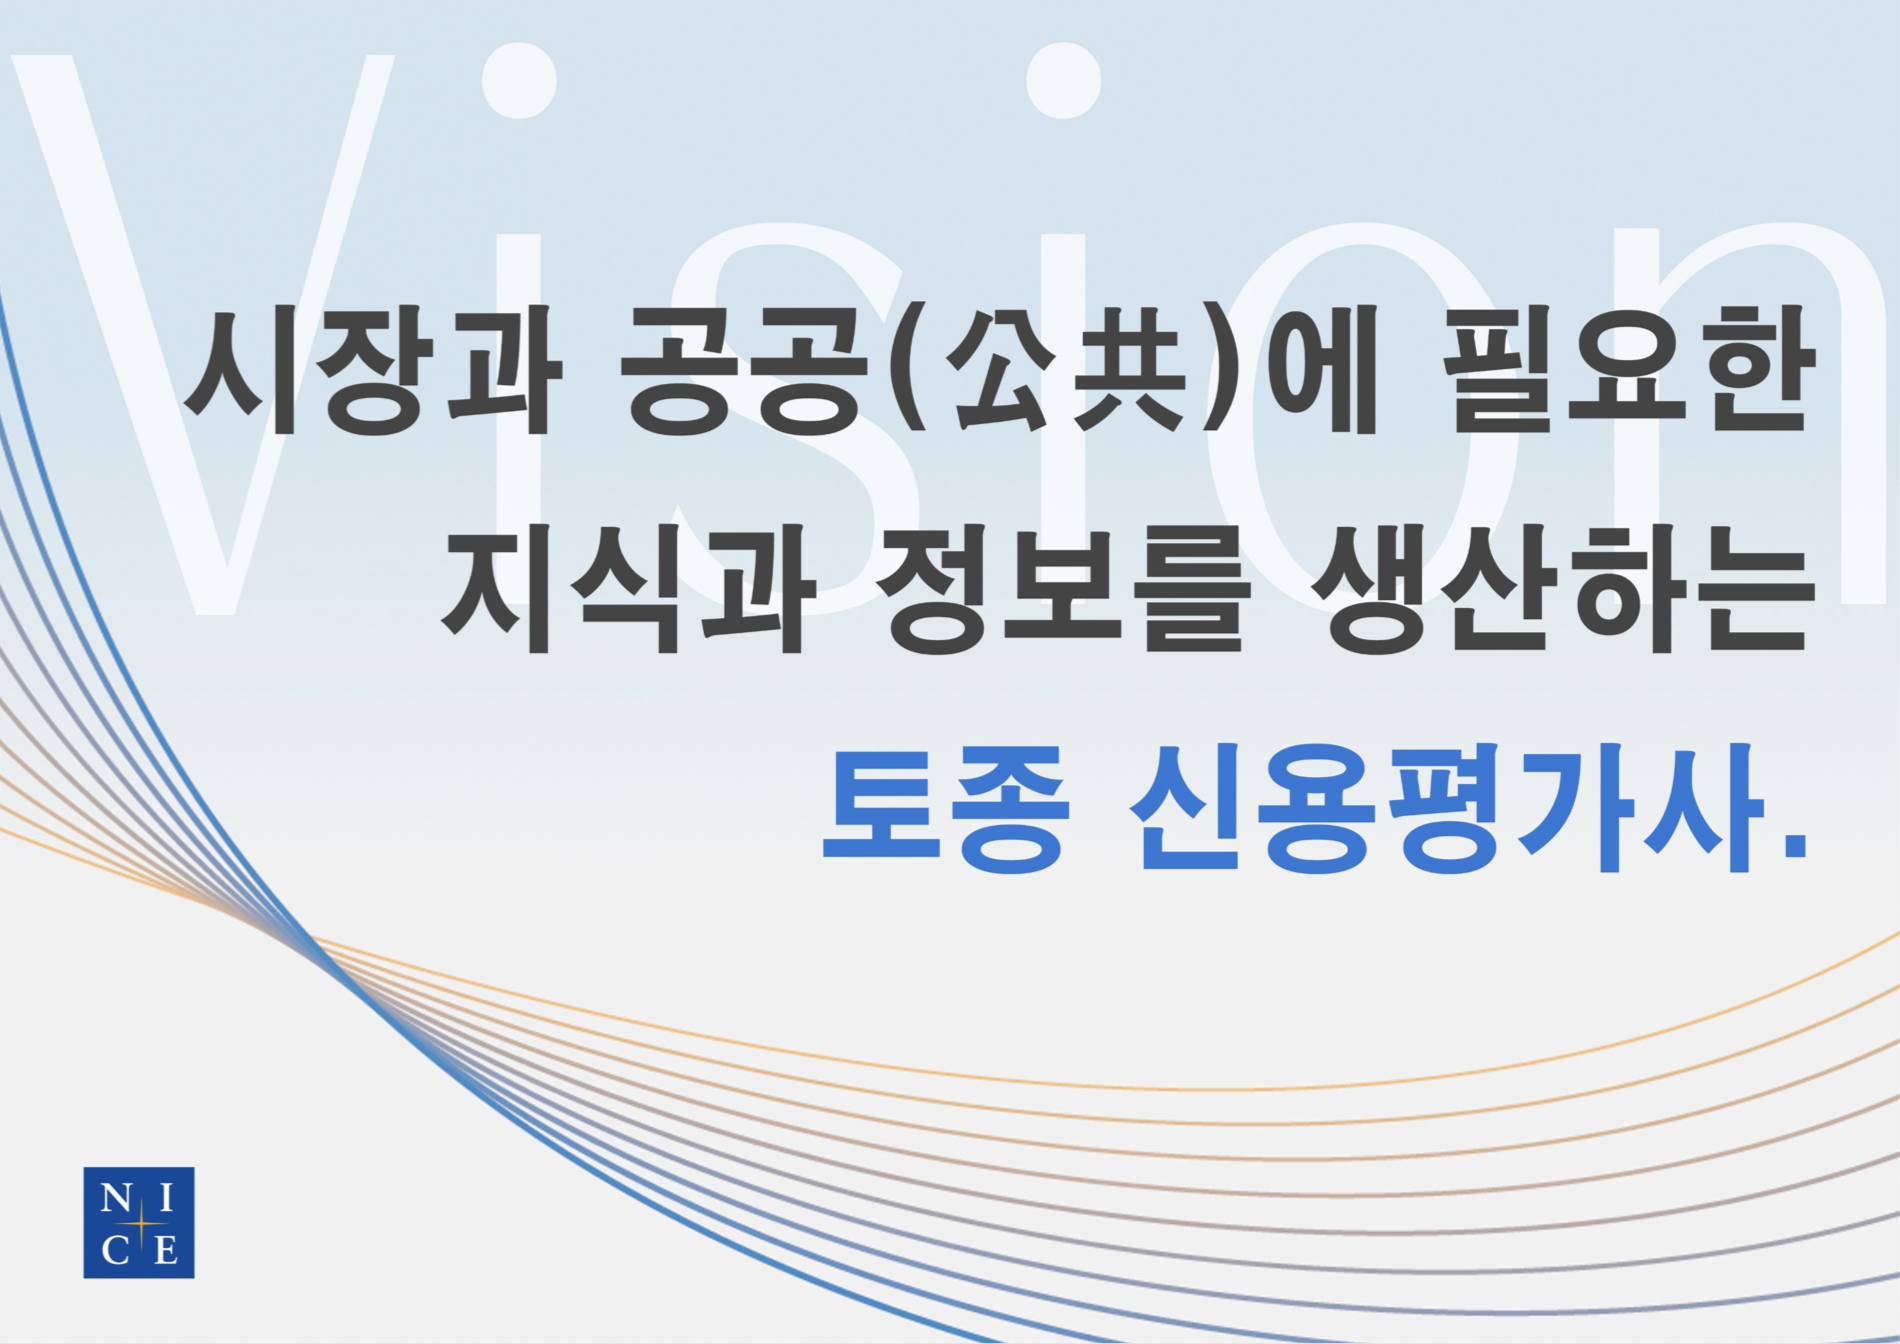 Vision
시장과 공공(公共)에 필요한
지식과 정보를 생산하는
토종 신용평가사.
N I
C E